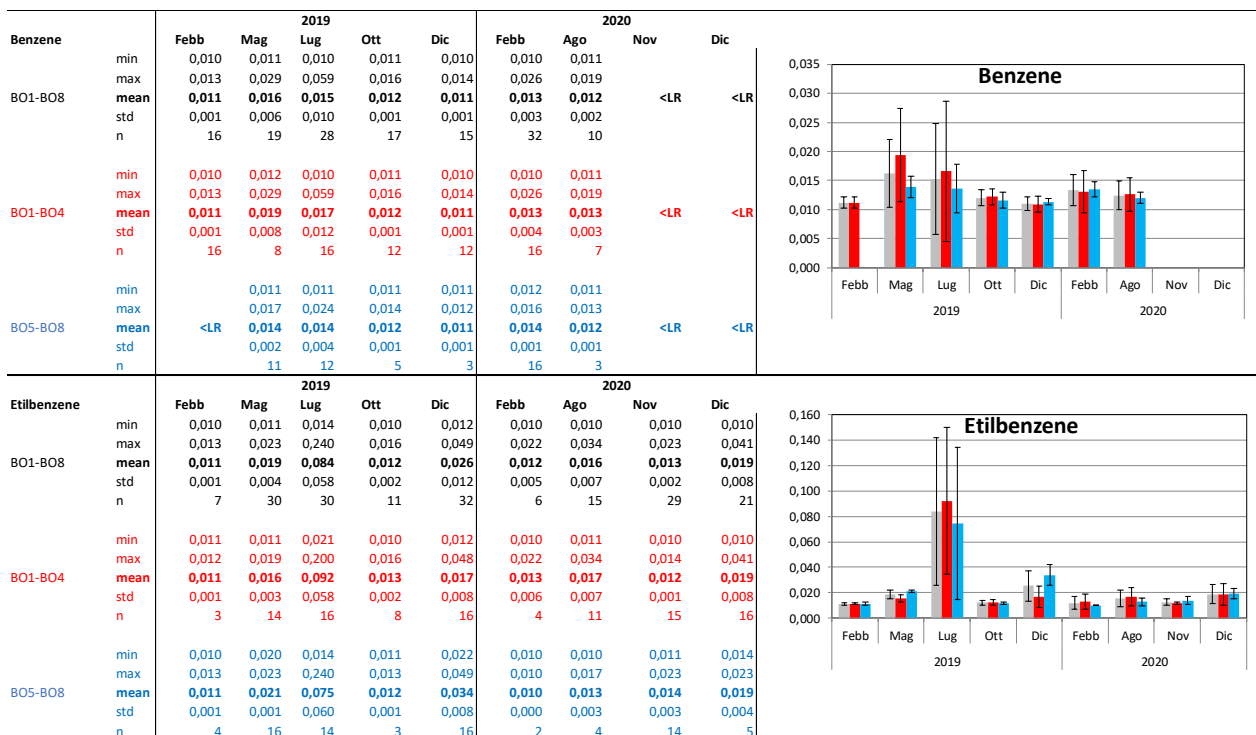 2019 2020
Benzene Febb Mag Lug Ott Dic Febb Ago Nov Dic
min 0,010 0,011 0,010 0,011 0,010 0,010 0,011
max 0,013 0,029 0,059 0,016 0,014 0,026 0,019
BO1-BO8 mean 0,011 0,016 0,015 0,012 0,011 0,013 0,012 <LR <LR
std 0,001 0,006 0,010 0,001 0,001 0,003 0,002
n 16 19 28 17 15 32 10
min 0,010 0,012 0,010 0,011 0,010 0,010 0,011
max 0,013 0,029 0,059 0,016 0,014 0,026 0,019
BO1-BO4 mean 0,011 0,019 0,017 0,012 0,011 0,013 0,013 <LR <LR
std 0,001 0,008 0,012 0,001 0,001 0,004 0,003
n 16 8 16 12 12 16 7
min 0,011 0,011 0,011 0,011 0,012 0,011
max 0,017 0,024 0,014 0,012 0,016 0,013
BO5-BO8 mean <LR 0,014 0,014 0,012 0,011 0,014 0,012 <LR <LR
std 0,002 0,004 0,001 0,001 0,001 0,001
n 11 12 5 3 16 3
Benzene
0,035
0,030
0,025
0,020
0,015
0,010
0,005
0,000
Febb Mag Lug Ott Dic Febb Ago Nov Dic
2019 2020
2019 2020
Etilbenzene Febb Mag Lug Ott Dic Febb Ago Nov Dic
min 0,010 0,011 0,014 0,010 0,012 0,010 0,010 0,010 0,010
max 0,013 0,023 0,240 0,016 0,049 0,022 0,034 0,023 0,041
BO1-BO8 mean 0,011 0,019 0,084 0,012 0,026 0,012 0,016 0,013 0,019
std 0,001 0,004 0,058 0,002 0,012 0,005 0,007 0,002 0,008
n 7 30 30 11 32 6 15 29 21
min 0,011 0,011 0,021 0,010 0,012 0,010 0,011 0,010 0,010
max 0,012 0,019 0,200 0,016 0,048 0,022 0,034 0,014 0,041
BO1-BO4 mean 0,011 0,016 0,092 0,013 0,017 0,013 0,017 0,012 0,019
std 0,001 0,003 0,058 0,002 0,008 0,006 0,007 0,001 0,008
n 3 14 16 8 16 4 11 15 16
min 0,010 0,020 0,014 0,011 0,022 0,010 0,010 0,011 0,014
max 0,013 0,023 0,240 0,013 0,049 0,010 0,017 0,023 0,023
BO5-BO8 mean 0,011 0,021 0,075 0,012 0,034 0,010 0,013 0,014 0,019
std 0,001 0,001 0,060 0,001 0,008 0,000 0,003 0,003 0,004
n 4 16 14 3 16 2 4 14 5
Etilbenzene
0,160
0,140
0,120
0,100
0,080
0,060
0,040
0,020
0,000
Febb Mag Lug Ott Dic Febb Ago Nov Dic
2019 2020